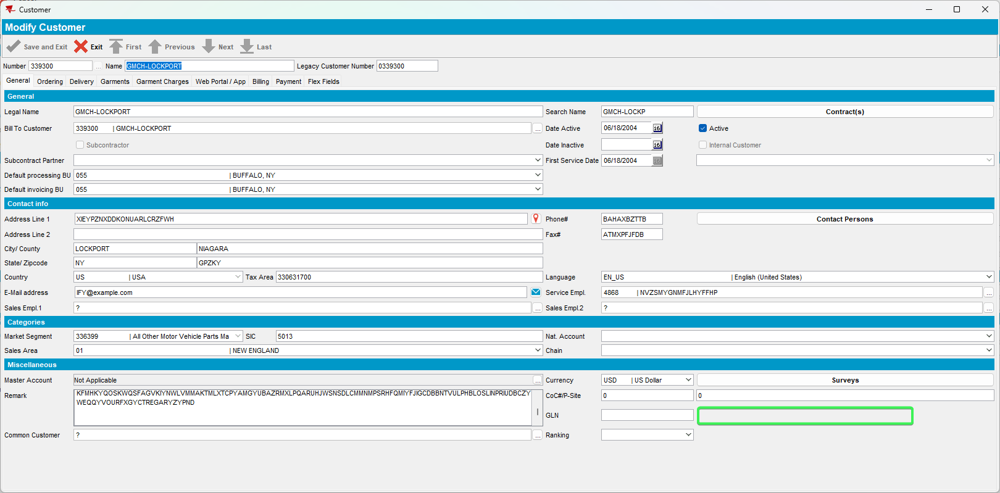 Customer
Modify Customer
Save and Exit Exit First Previous Next Last
Number 339300 ... Name GMCH-LOCKPORT Legacy Customer Number 0339300
General Ordering Delivery Garments Garment Charges Web Portal / App Billing Payment Flex Fields
General
Legal Name GMCH-LOCKPORT Search Name GMCH-LOCKP Contract(s)
Bill To Customer 339300 | GMCH-LOCKPORT ... Date Active 06/18/2004 16 Active
Subcontractor Date Inactive 16 Internal Customer
Subcontract Partner First Service Date 06/18/2004 16
Default processing BU 055 | BUFFALO, NY
Default invoicing BU 055 | BUFFALO, NY
Contact info
Address Line 1 XIEYPZNXDDKONUARLCRZFWH Phone# BAHAXBZTTB Contact Persons
Address Line 2 Fax# ATMXPFJFDB
City/ County LOCKPORT NIAGARA
State/ Zipcode NY GPZKY
Country US | USA Tax Area 330631700 Language EN_US | English (United States)
E-Mail address IFY@example.com Service Empl. 4868 | NVZSMYGNMFJLHYFFHP ...
Sales Empl.1 ? ... Sales Empl.2 ? ...
Categories
Market Segment 336399 | All Other Motor Vehicle Parts Ma SIC 5013 Nat. Account
Sales Area 01 | NEW ENGLAND Chain
Miscellaneous
Master Account Not Applicable ... Currency USD | US Dollar Surveys
Remark KFMHKYQOSKWQSFAGVKIYNWLVMMAKTMLXTCPYAMGYUBAZRMXLPQARUHJWSNSDLCMMNMPSRHFQMIYFJIGCDBBNTVULPHBLOSLINPRIUDBCZY CoC#/P-Site 0 0
WEQQYVOURFXGYCTREGARYZYPND
GLN
Common Customer ? ... Ranking